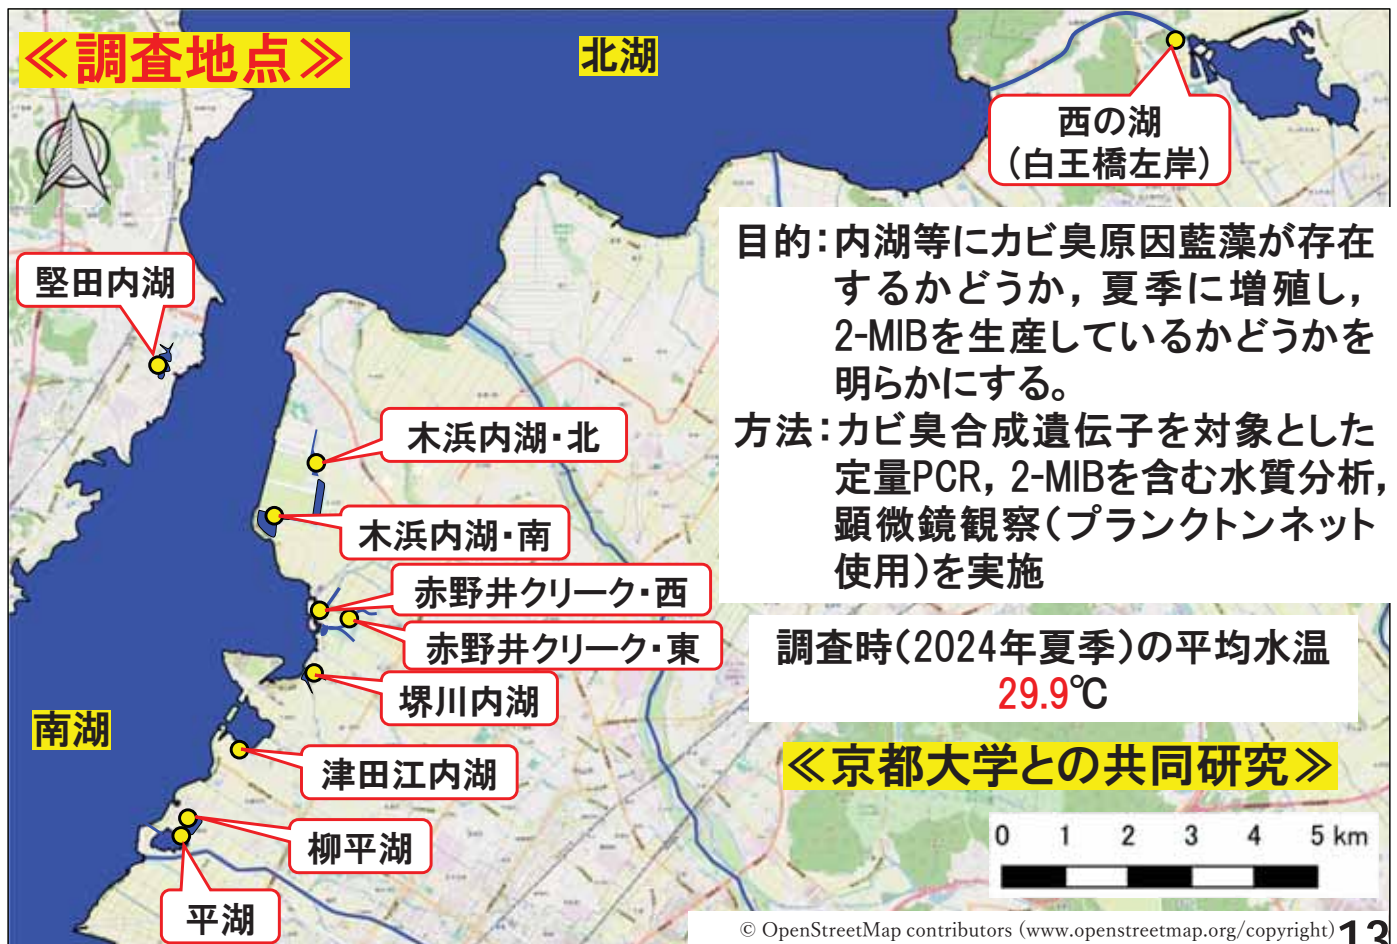 ≪調査地点≫
北湖
西の湖
(白王橋左岸)
堅田内湖
目的:内湖等にカビ臭原因藍藻が存在
するかどうか，夏季に増殖し，
2-MIBを生産しているかどうかを
明らかにする。
方法:カビ臭合成遺伝子を対象とした
定量PCR，2-MIBを含む水質分析，
顕微鏡観察(プランクトンネット
使用)を実施
木浜内湖・北
木浜内湖・南
赤野井クリーク・西
赤野井クリーク・東
堺川内湖
調査時(2024年夏季)の平均水温
29.9℃
南湖
津田江内湖
≪京都大学との共同研究≫
柳平湖
0 1 2 3 4 5 km
平湖
© OpenStreetMap contributors (www.openstreetmap.org/copyright)
13